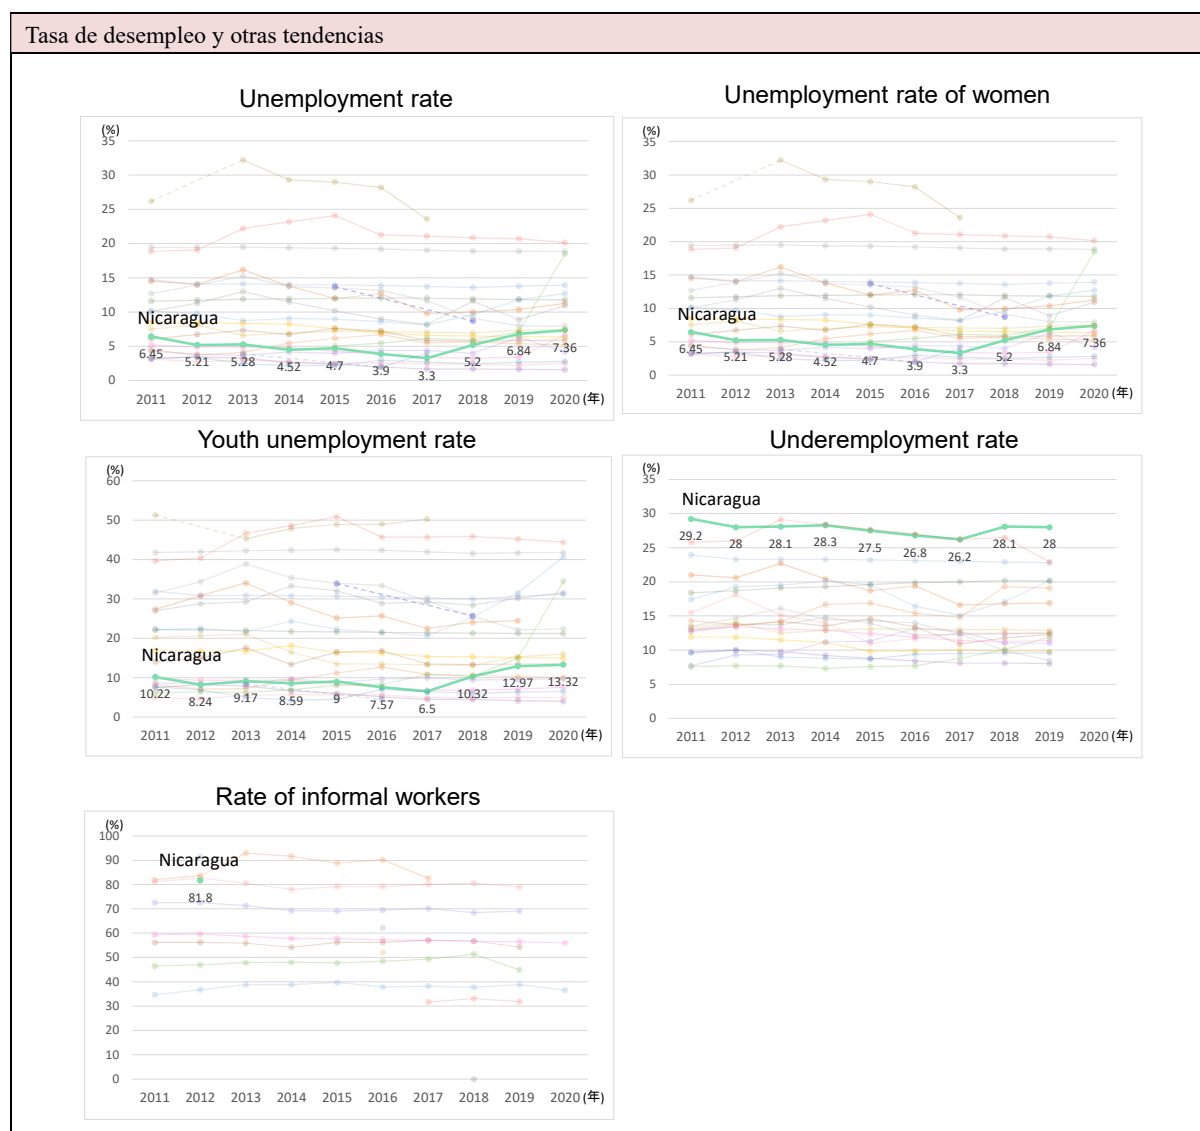 Tasa de desempleo y otras tendencias
Unemployment rate
(%)
35
30
25
20
15
10
5
0
Nicaragua
6.45 5.21 5.28 4.52 4.7 3.9 3.3 5.2 6.84 7.36
2011 2012 2013 2014 2015 2016 2017 2018 2019 2020 (年)
Unemployment rate of women
(%)
35
30
25
20
15
10
5
0
Nicaragua
6.45 5.21 5.28 4.52 4.7 3.9 3.3 5.2 6.84 7.36
2011 2012 2013 2014 2015 2016 2017 2018 2019 2020 (年)
Youth unemployment rate
(%)
60
50
40
30
20
10
0
Nicaragua
10.22 8.24 9.17 8.59 9 7.57 6.5 10.32 12.97 13.32
2011 2012 2013 2014 2015 2016 2017 2018 2019 2020 (年)
Underemployment rate
(%)
35
30
25
20
15
10
5
0
Nicaragua
29.2 28 28.1 28.3 27.5 26.8 26.2 28.1 28
2011 2012 2013 2014 2015 2016 2017 2018 2019 2020 (年)
Rate of informal workers
(%)
100
90
80
70
60
50
40
30
20
10
0
Nicaragua
81.8
2011 2012 2013 2014 2015 2016 2017 2018 2019 2020 (年)